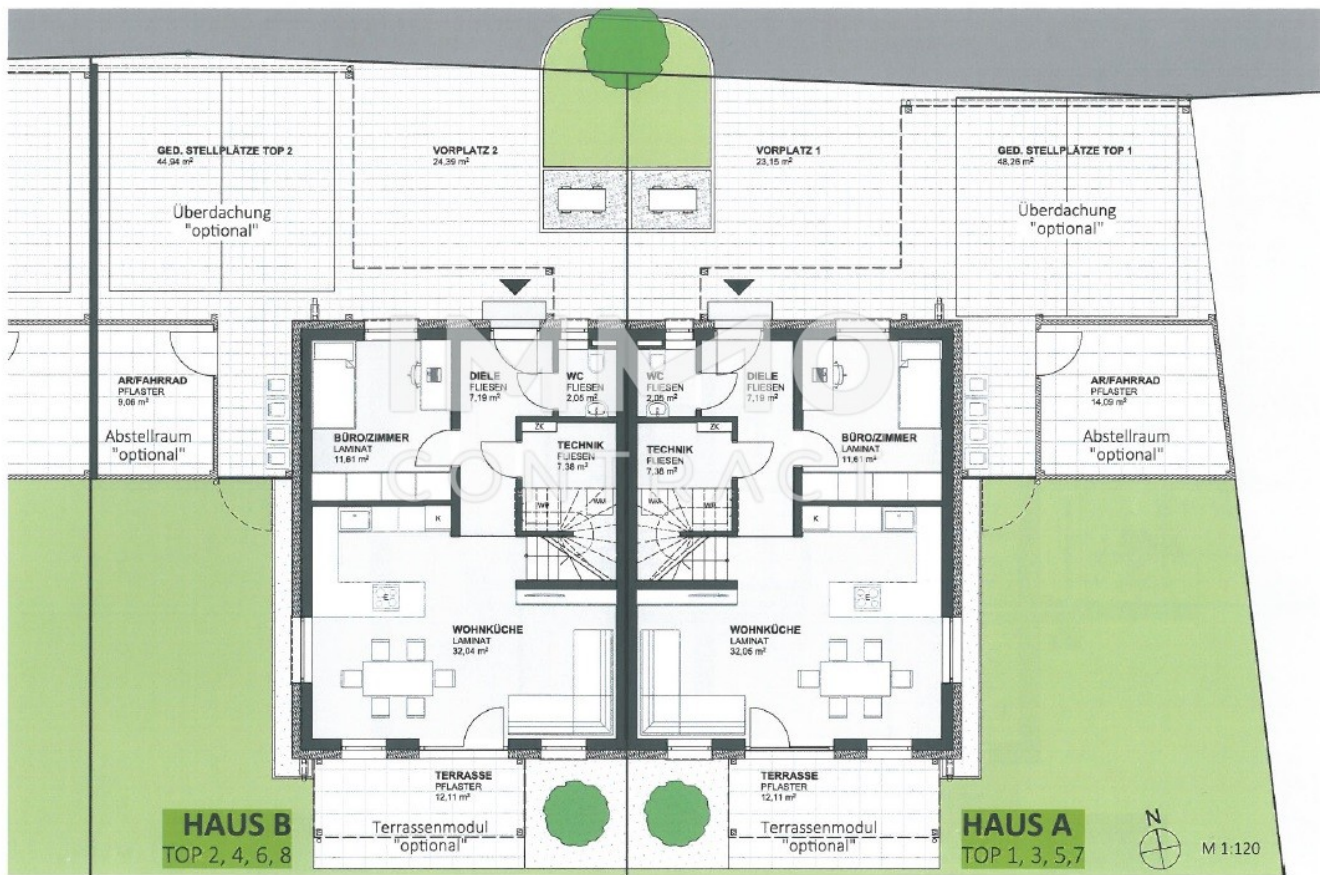 GED. STELLPLÄTZE TOP 2
44,94 m²
Überdachung
"optional"
VORPLATZ 2
24,39 m²
VORPLATZ 1
23,15 m²
GED. STELLPLÄTZE TOP 1
48,26 m²
Überdachung
"optional"
IMMO
CONTRACT
AR/FAHRRAD
PFLASTER
9,06 m²
Abstellraum
"optional"
DIELE
FLIESEN
7,19 m²
WC
FLIESEN
2,05 m²
WC
FLIESEN
2,05 m²
DIELE
FLIESEN
7,19 m²
AR/FAHRRAD
PFLASTER
14,09 m²
Abstellraum
"optional"
BÜRO/ZIMMER
LAMINAT
11,61 m²
ZK
TECHNIK
FLIESEN
7,38 m²
ZK
TECHNIK
FLIESEN
7,38 m²
BÜRO/ZIMMER
LAMINAT
11,61 m²
K
K
WOHNKÜCHE
LAMINAT
32,04 m²
WOHNKÜCHE
LAMINAT
32,05 m²
TERRASSE
PFLASTER
12,11 m²
Terrassenmodul
"optional"
TERRASSE
PFLASTER
12,11 m²
Terrassenmodul
"optional"
HAUS B
TOP 2, 4, 6, 8
HAUS A
TOP 1, 3, 5,7
N
M 1:120